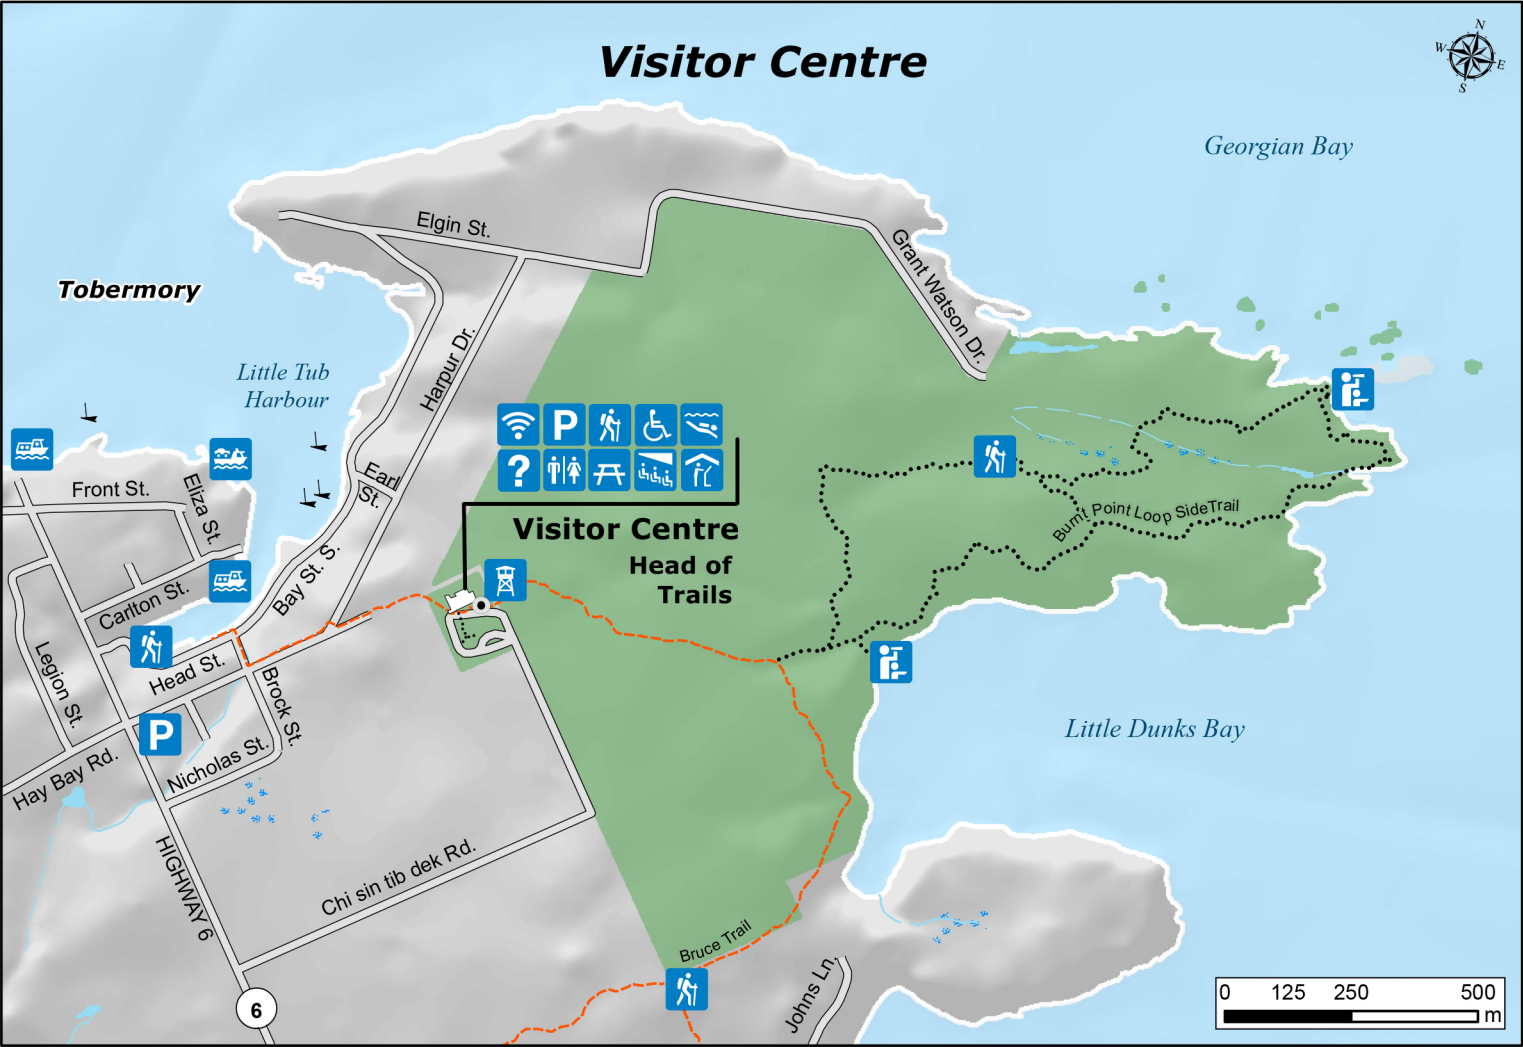 Visitor Centre
N
W
E
S
Georgian Bay
Elgin St.
Grant Watson Dr.
Tobermory
Harpur Dr.
Little Tub
Harbour
P
?
Earl
St.
Front St.
Eliza St.
Visitor Centre
Head of
Trails
Burnt Point Loop SideTrail
Bay St. S.
Carlton St.
Legion St.
Head St.
Brock St.
P
Nicholas St.
Hay Bay Rd.
Little Dunks Bay
HIGHWAY 6
Chi sin tib dek Rd.
Bruce Trail
Johns Ln.
6
0 125 250 500
m